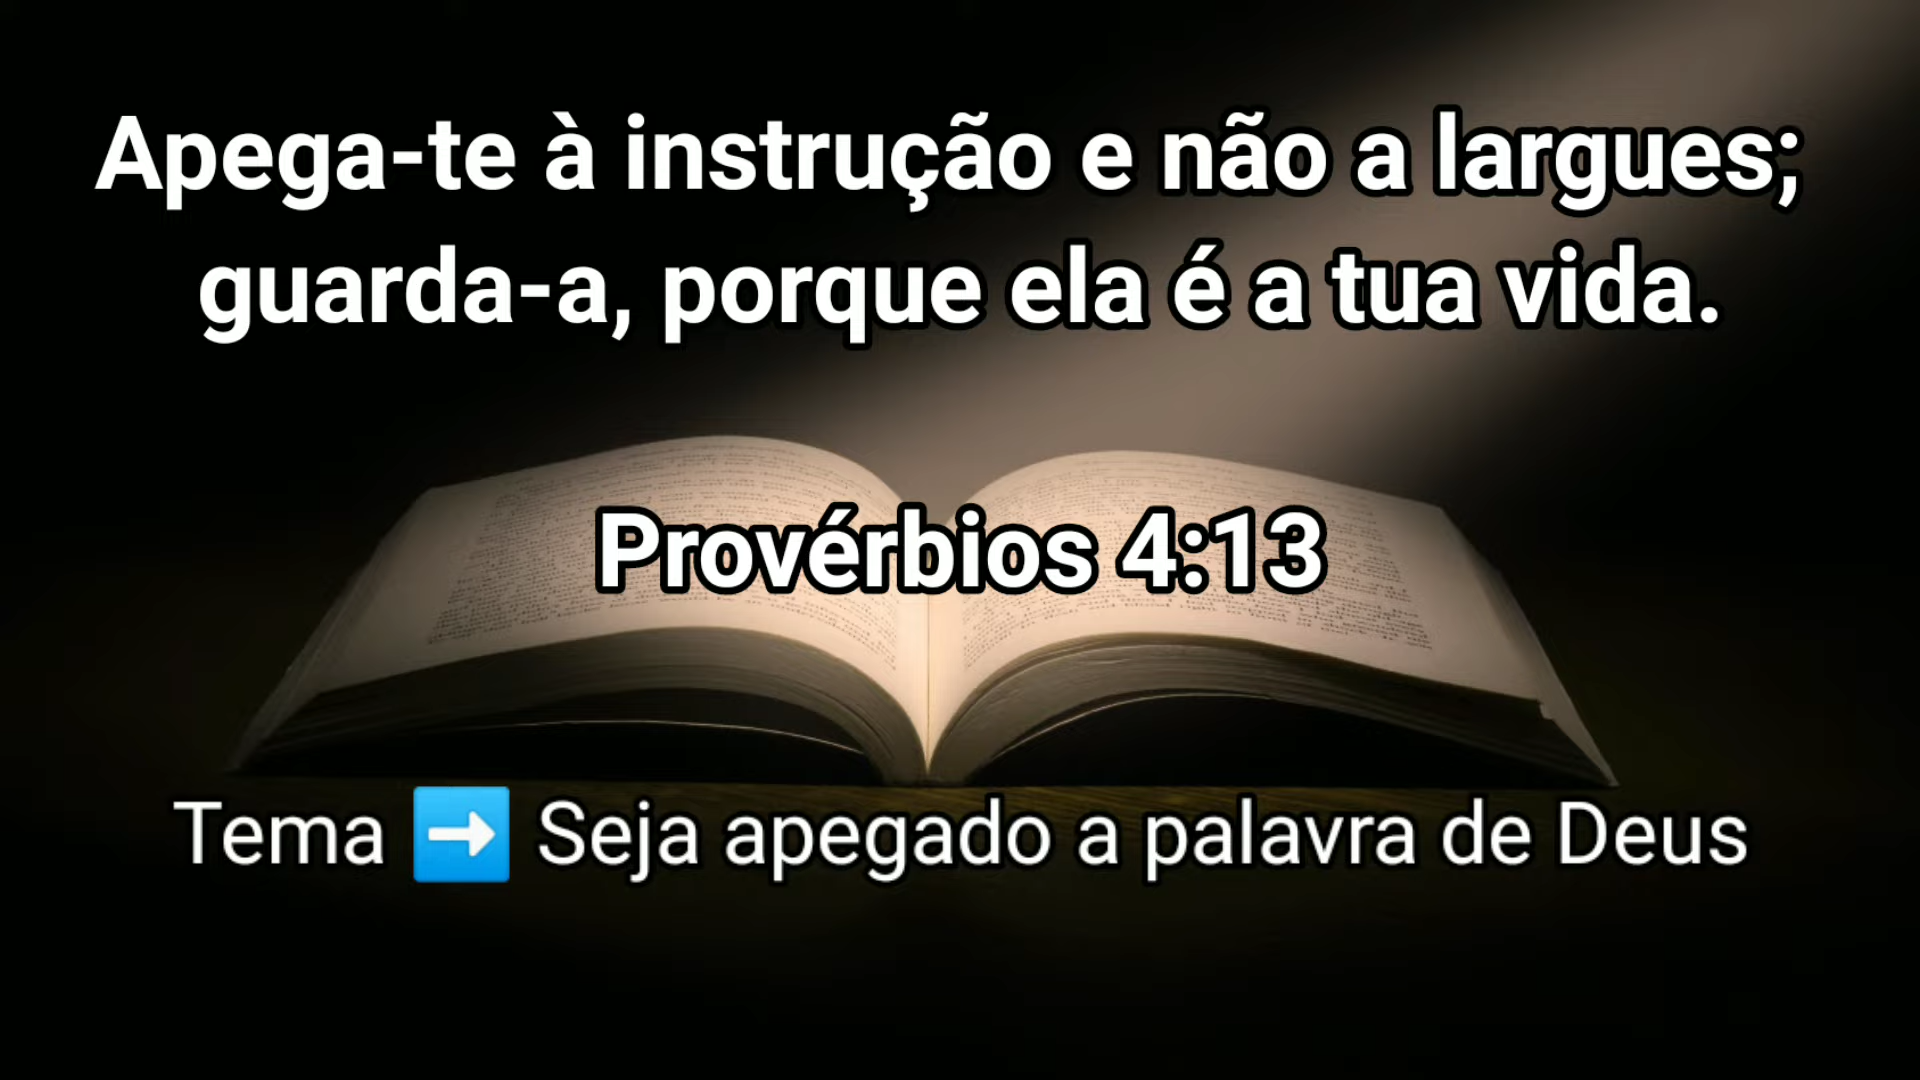 Apega-te à instrução e não a largues;
guarda-a, porque ela é a tua vida.
Provérbios 4:13
Tema ➡️ Seja apegado a palavra de Deus